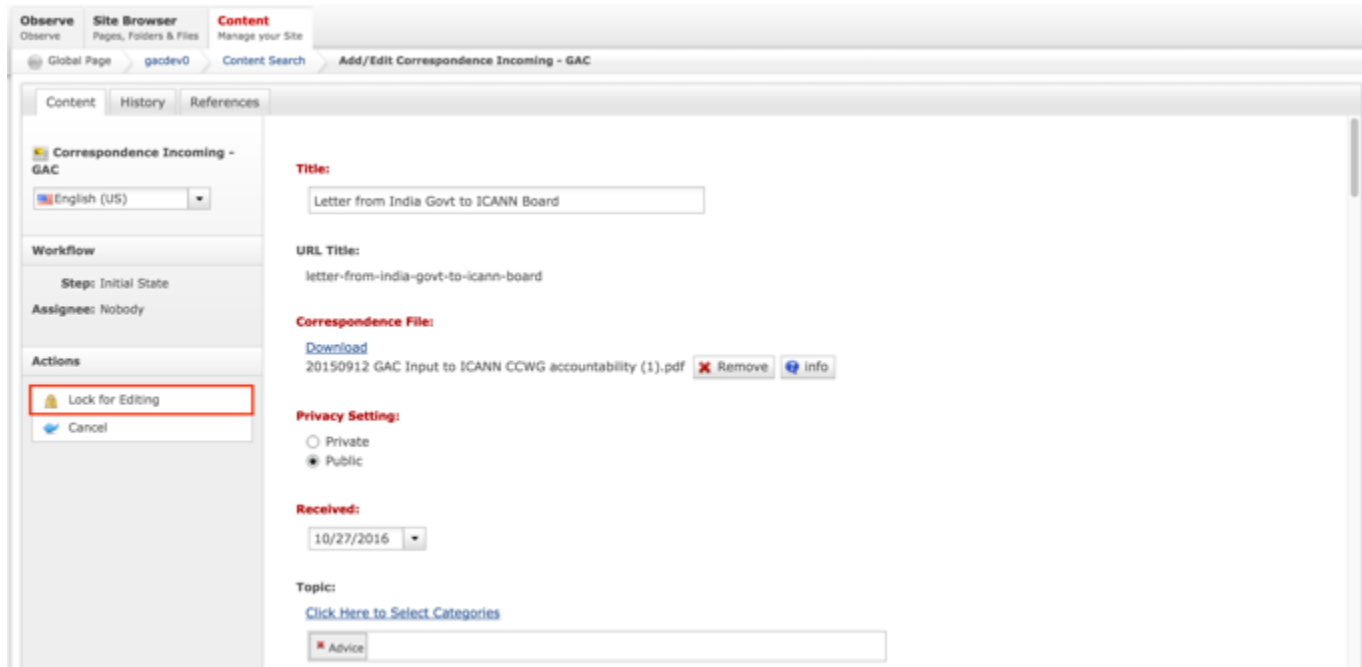 Observe Site Browser Content
Observe Pages, Folders & Files Manage your Site
Global Page gacdev0 Content Search Add/Edit Correspondence Incoming - GAC
Content History References
Correspondence Incoming -
GAC
English (US)
Workflow
Step: Initial State
Assignee: Nobody
Actions
Lock for Editing
Cancel
Title:
Letter from India Govt to ICANN Board
URL Title:
letter-from-india-govt-to-icann-board
Correspondence File:
Download
20150912 GAC Input to ICANN CCWG accountability (1).pdf Remove info
Privacy Setting:
Private
Public
Received:
10/27/2016
Topic:
Click Here to Select Categories
Advice